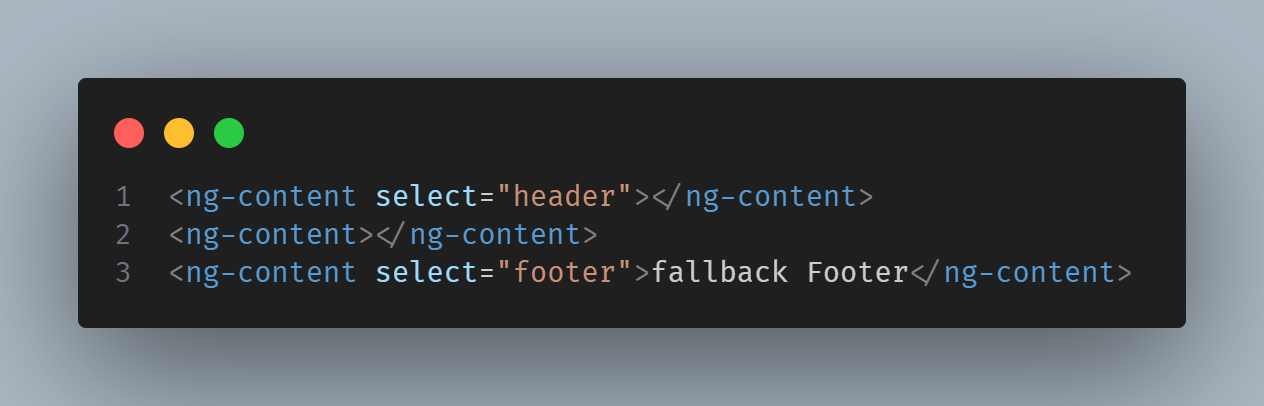 1 <ng-content select="header"></ng-content>
2 <ng-content></ng-content>
3 <ng-content select="footer">fallback Footer</ng-content>